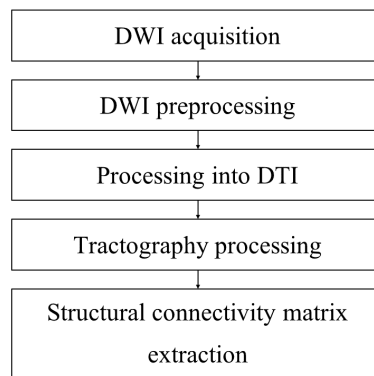 DWI acquisition
DWI preprocessing
Processing into DTI
Tractography processing
Structural connectivity matrix
extraction